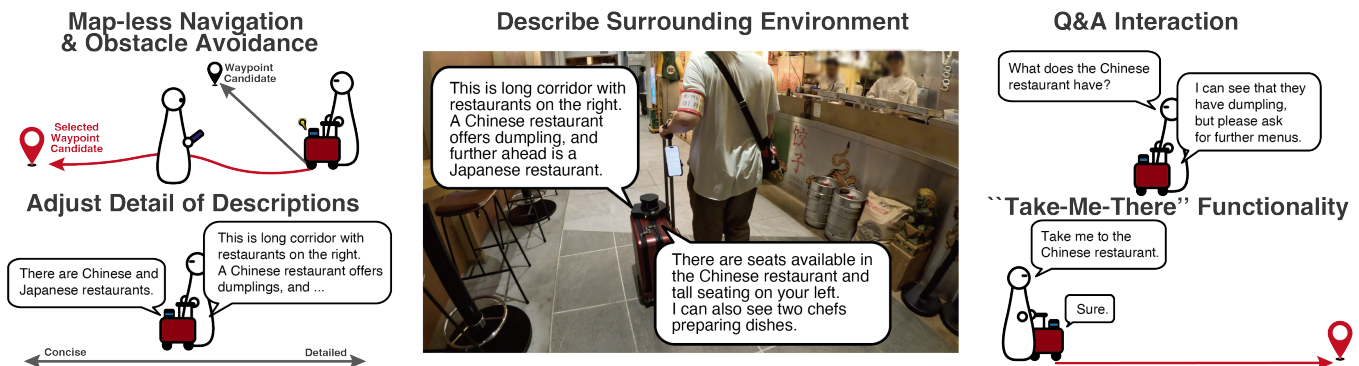 Map-less Navigation
& Obstacle Avoidance
Waypoint
Candidate
Selected
Waypoint
Candidate
Adjust Detail of Descriptions
There are Chinese and
Japanese restaurants.
This is long corridor with
restaurants on the right.
A Chinese restaurant offers
dumplings, and ...
Concise
Detailed
Describe Surrounding Environment
This is long corridor with
restaurants on the right.
A Chinese restaurant
offers dumpling, and
further ahead is a
Japanese restaurant.
餃子
There are seats available in
the Chinese restaurant and
tall seating on your left.
I can also see two chefs
preparing dishes.
Q&A Interaction
What does the Chinese
restaurant have?
I can see that they
have dumpling,
but please ask
for further menus.
``Take-Me-There’’ Functionality
Take me to the
Chinese restaurant.
Sure.